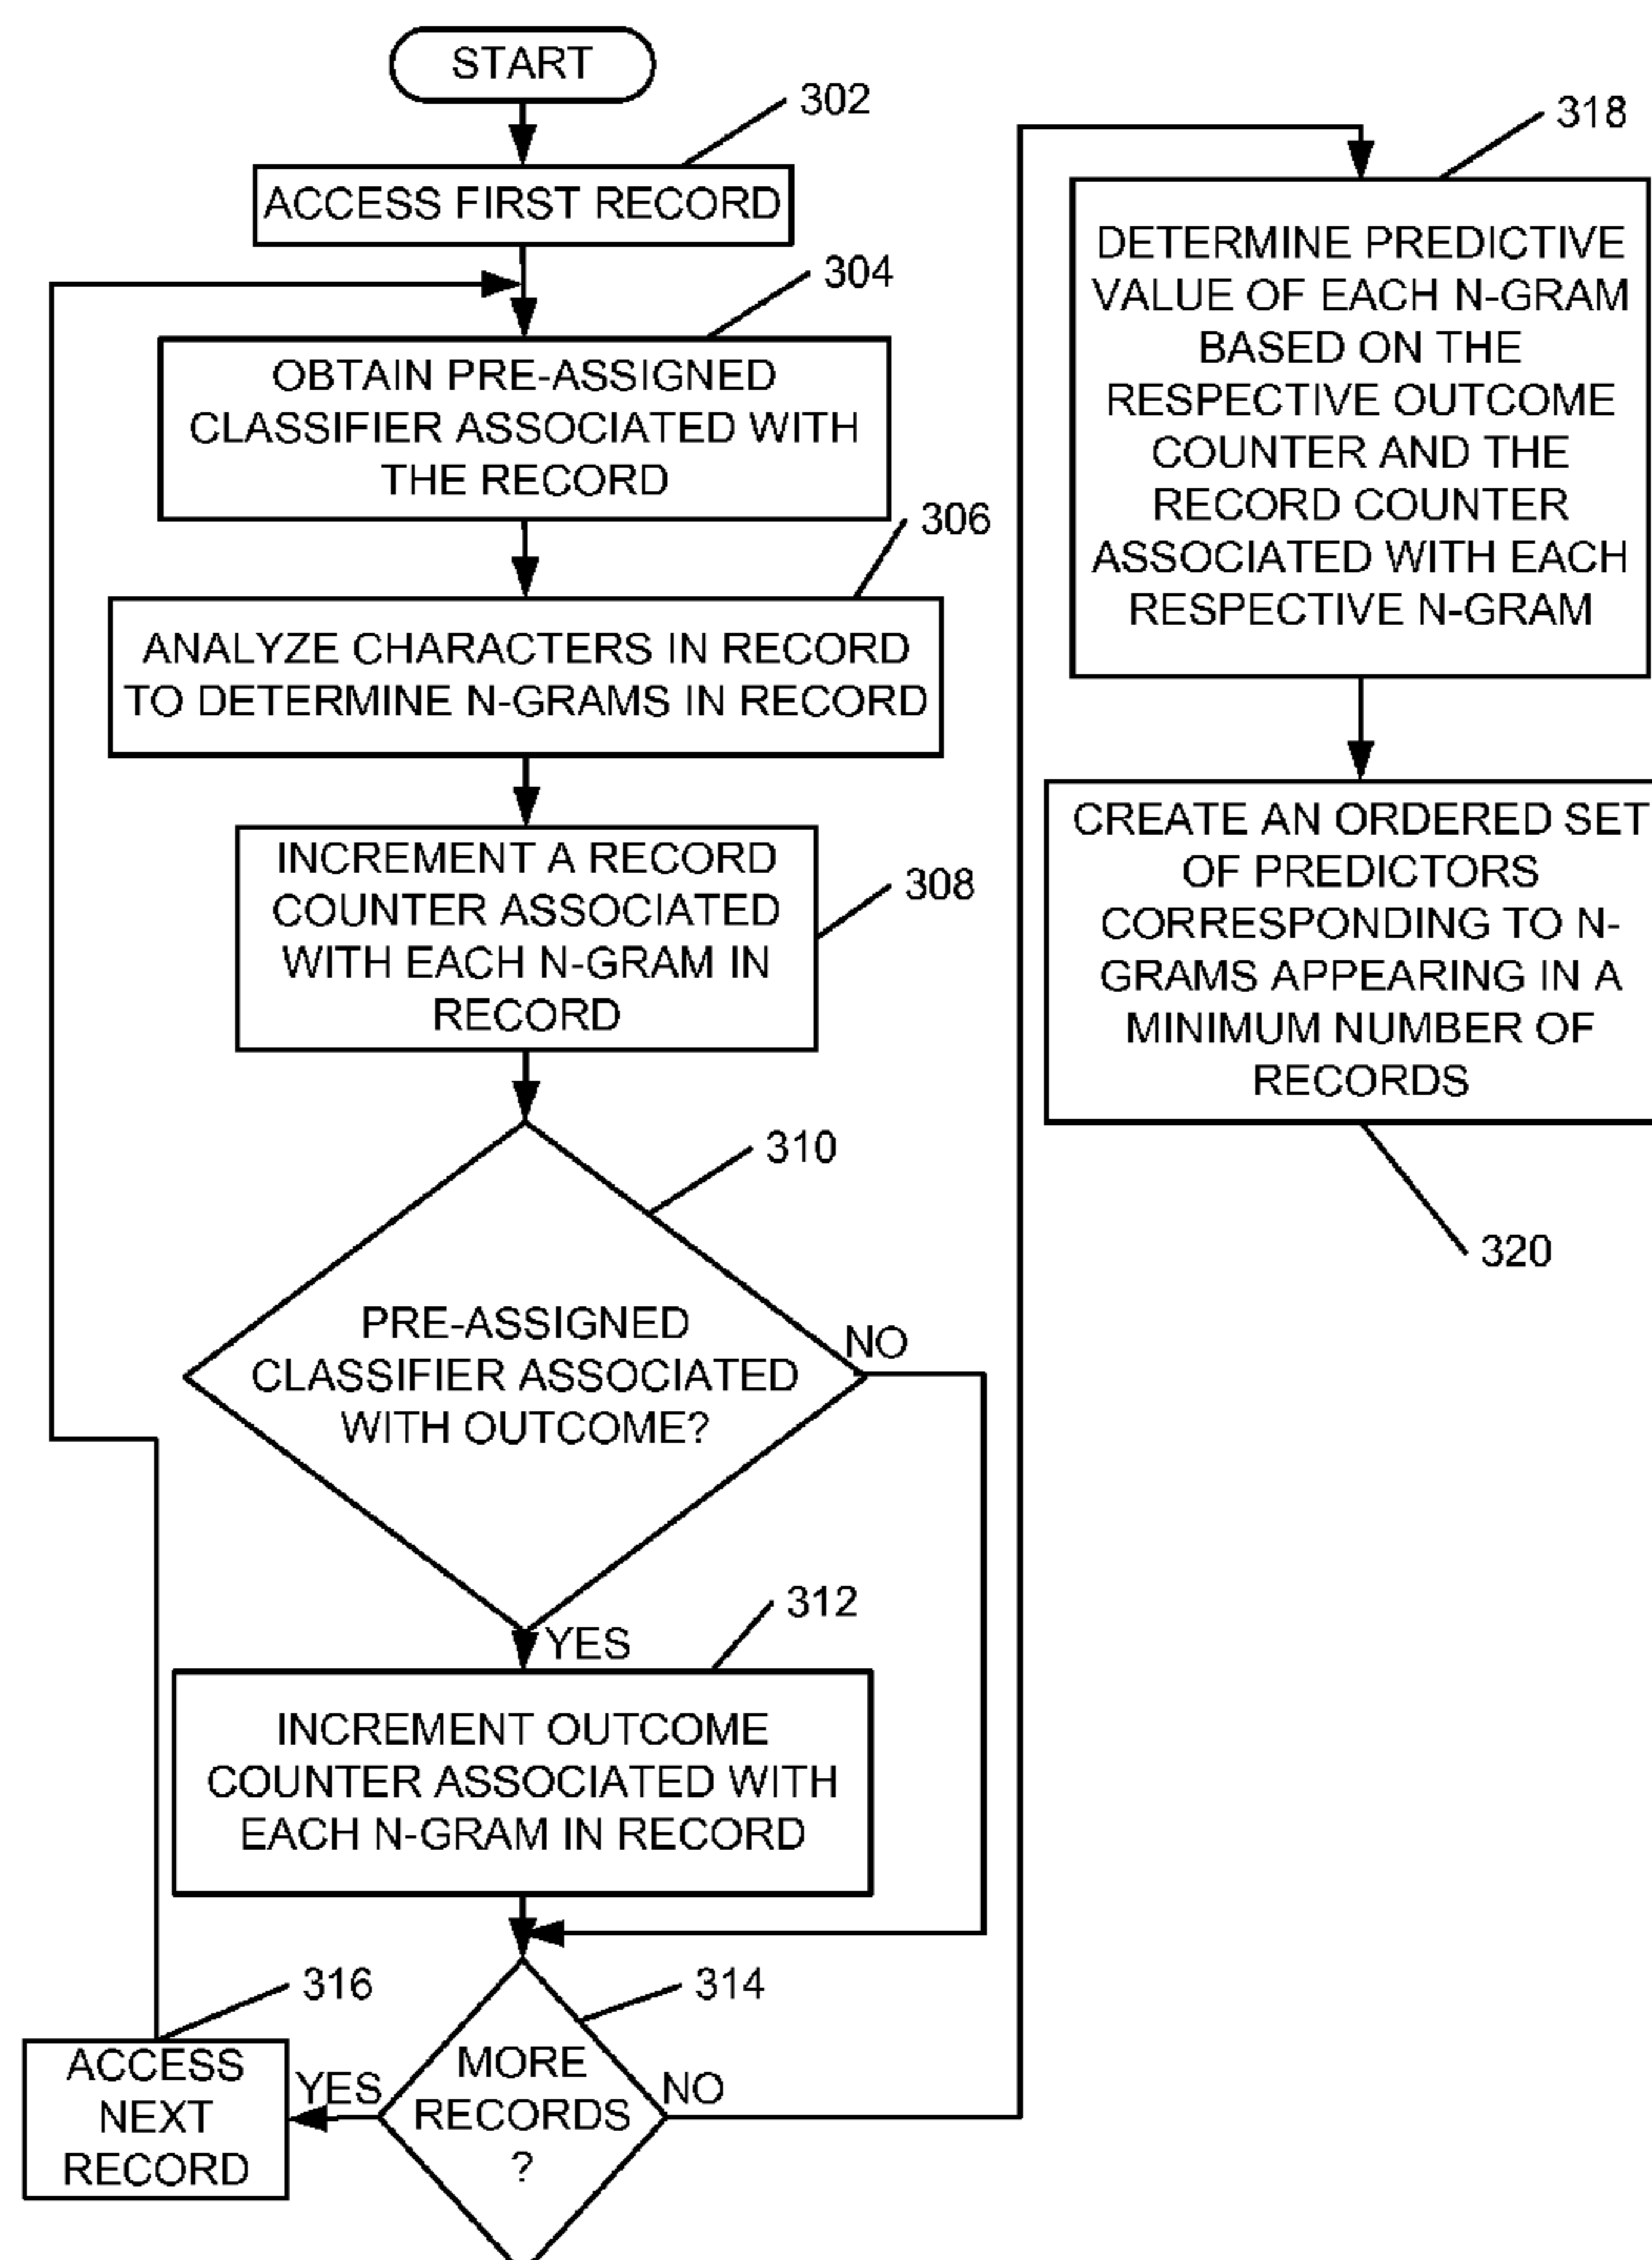 START
302
ACCESS FIRST RECORD
304
OBTAIN PRE-ASSIGNED
CLASSIFIER ASSOCIATED WITH
THE RECORD
306
ANALYZE CHARACTERS IN RECORD
TO DETERMINE N-GRAMS IN RECORD
INCREMENT A RECORD
COUNTER ASSOCIATED
WITH EACH N-GRAM IN
RECORD
308
310
PRE-ASSIGNED
CLASSIFIER ASSOCIATED
WITH OUTCOME?
NO
YES
312
INCREMENT OUTCOME
COUNTER ASSOCIATED WITH
EACH N-GRAM IN RECORD
314
MORE
RECORDS
?
YES
NO
316
ACCESS
NEXT
RECORD
318
DETERMINE PREDICTIVE
VALUE OF EACH N-GRAM
BASED ON THE
RESPECTIVE OUTCOME
COUNTER AND THE
RECORD COUNTER
ASSOCIATED WITH EACH
RESPECTIVE N-GRAM
CREATE AN ORDERED SET
OF PREDICTORS
CORRESPONDING TO N-
GRAMS APPEARING IN A
MINIMUM NUMBER OF
RECORDS
320